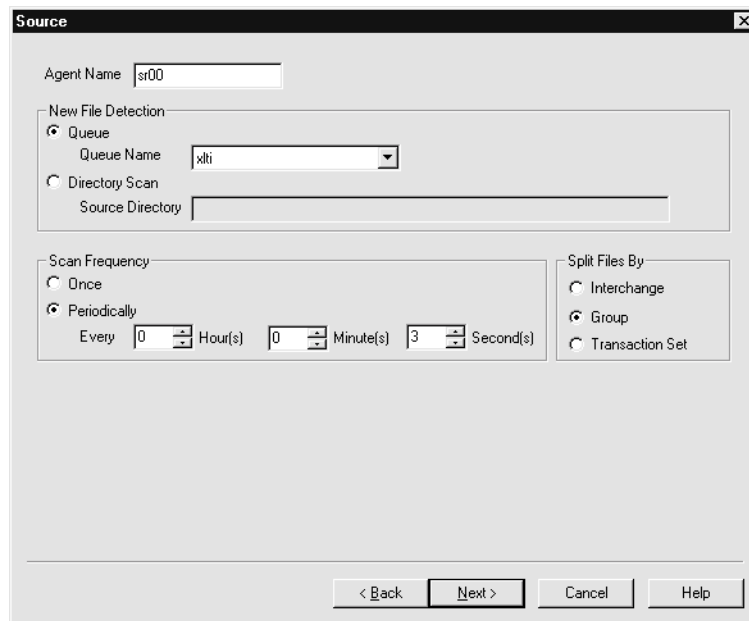 Source
Agent Name sr00
New File Detection
Queue
Queue Name xlti
Directory Scan
Source Directory
Scan Frequency
Once
Periodically
Every 0 Hour(s) 0 Minute(s) 3 Second(s)
Split Files By
Interchange
Group
Transaction Set
< Back Next > Cancel Help